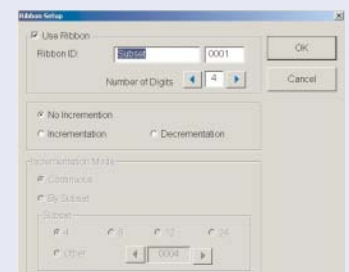 Ribbon Setup
Use Ribbon
Ribbon ID: Subset 0001
OK
Number of Digits 4
Cancel
No Incremention
Incrementation Decrementation
Incrementation Mode
Continuous
By Subset
Subset
4 8 12 24
Other 0004